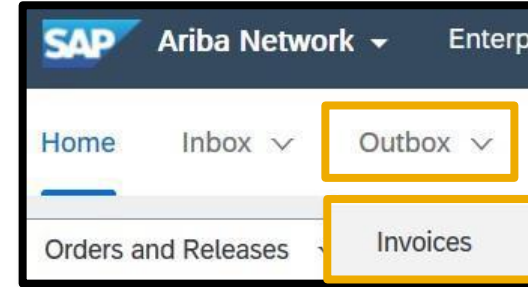 SAP Ariba Network Enterp
Home Inbox Outbox
Orders and Releases Invoices